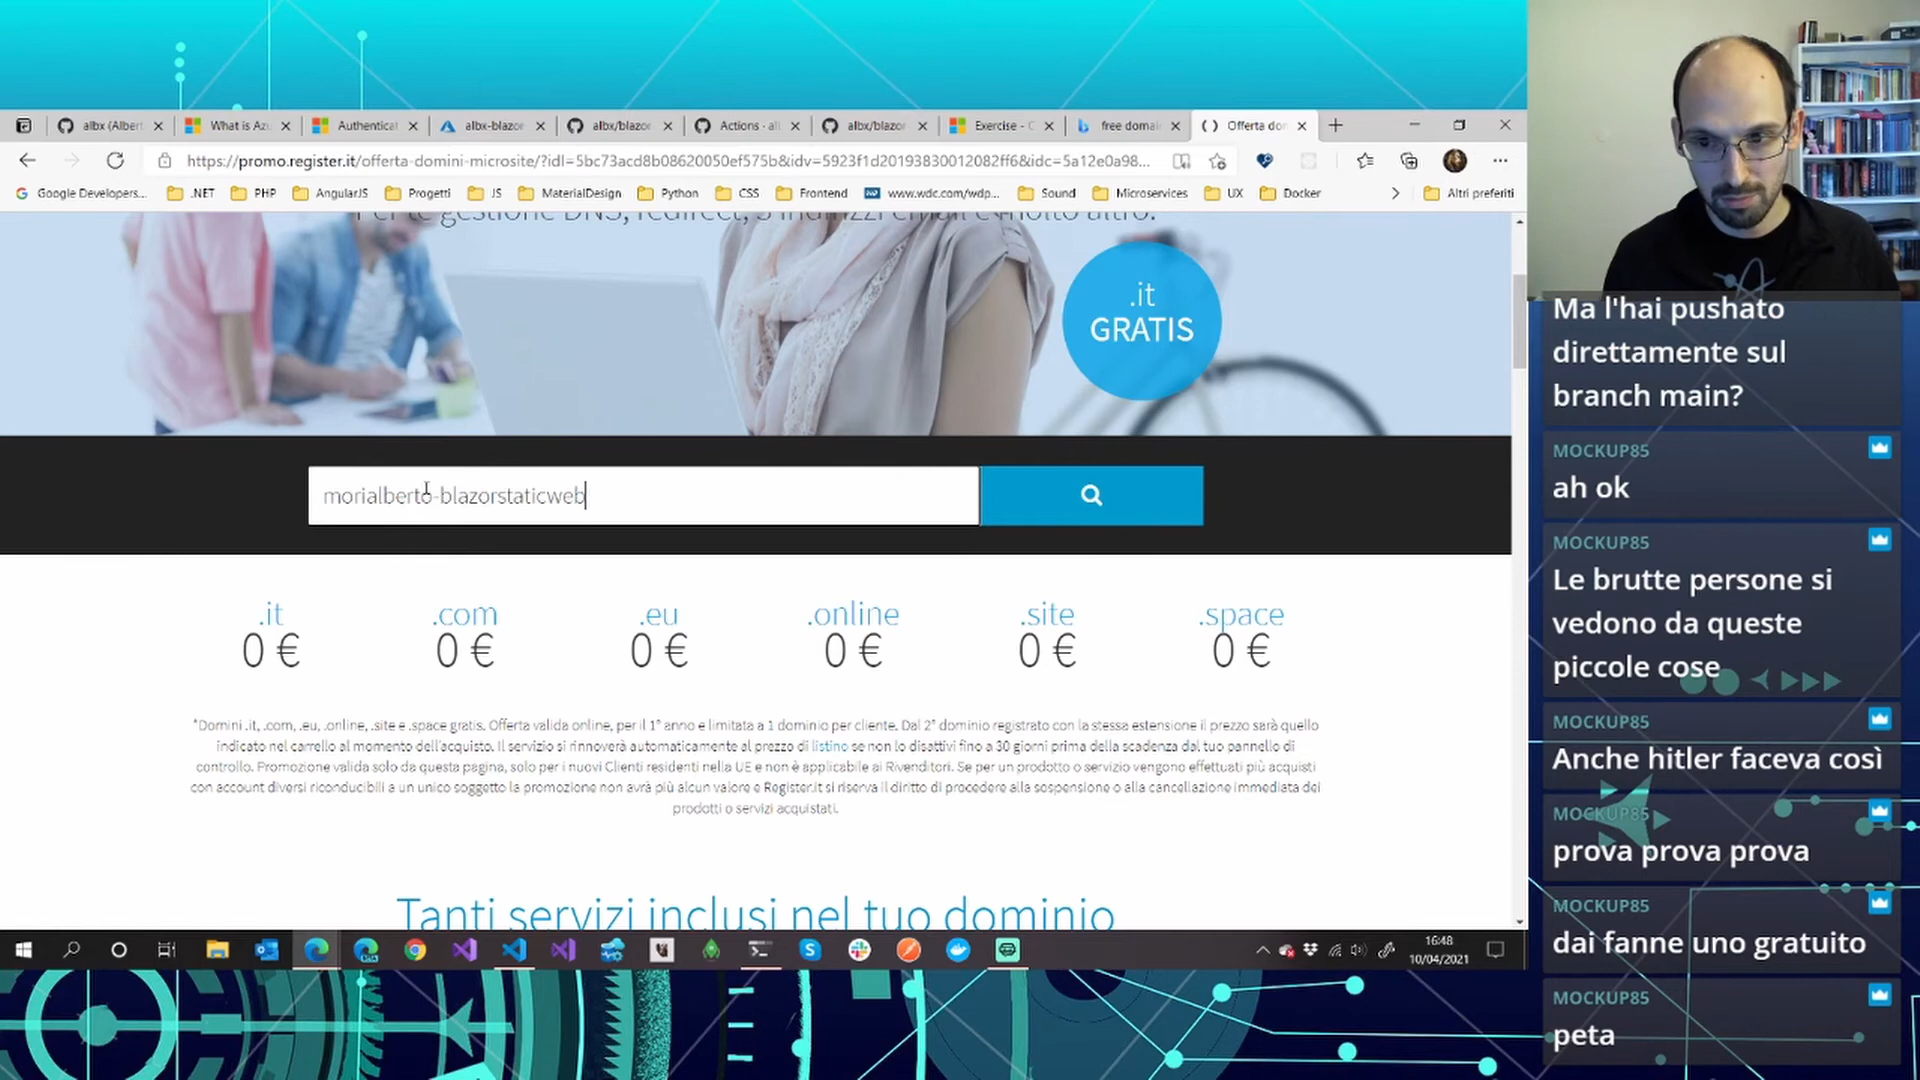 albx (Albert
What is Az
Authenticat
albx-blazor
albx/blazor
Actions · al
albx/blazor
Exercise - C
free domai
Offerta don
https://promo.register.it/offerta-domini-microsite/?idl=5bc73acd8b08620050ef575b&idv=5923f1d20193830012082ff6&idc=5a12e0a98...
Google Developers...
.NET
PHP
AngularJS
Progetti
JS
MaterialDesign
Python
CSS
Frontend
www.wdc.com/wdp...
Sound
Microservices
UX
Docker
Altri preferiti
Per te gestione DNS, redirect, 3 indirizzi email e molto altro.
.it
GRATIS
morialberto-blazorstaticweb
.it
0 €
.com
0 €
.eu
0 €
.online
0 €
.site
0 €
.space
0 €
*Domini .it, .com, .eu, .online, .site e .space gratis. Offerta valida online, per il 1° anno e limitata a 1 dominio per cliente. Dal 2° dominio registrato con la stessa estensione il prezzo sarà quello
indicato nel carrello al momento dell'acquisto. Il servizio si rinnoverà automaticamente al prezzo di listino se non lo disattivi fino a 30 giorni prima della scadenza dal tuo pannello di
controllo. Promozione valida solo da questa pagina, solo per i nuovi Clienti residenti nella UE e non è applicabile ai Rivenditori. Se per un prodotto o servizio vengono effettuati più acquisti
con account diversi riconducibili a un unico soggetto la promozione non avrà più alcun valore e Register.it si riserva il diritto di procedere alla sospensione o alla cancellazione immediata dei
prodotti o servizi acquistati.
Tanti servizi inclusi nel tuo dominio
16:48
10/04/2021
Ma l'hai pushato
direttamente sul
branch main?
MOCKUP85
ah ok
MOCKUP85
Le brutte persone si
vedono da queste
piccole cose
MOCKUP85
Anche hitler faceva così
MOCKUP85
prova prova prova
MOCKUP85
dai fanne uno gratuito
MOCKUP85
peta